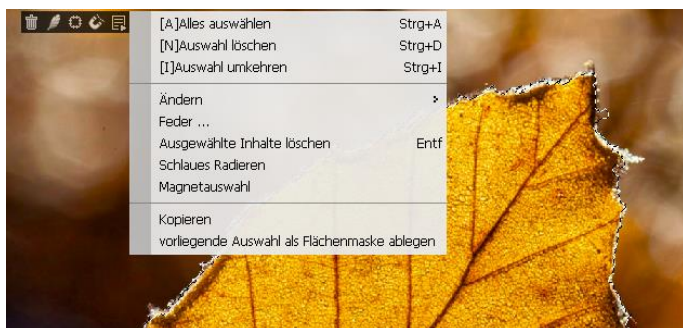 [A]Alles auswählen Strg+A
[N]Auswahl löschen Strg+D
[I]Auswahl umkehren Strg+I
Ändern
Feder ...
Ausgewählte Inhalte löschen Entf
Schlaues Radieren
Magnetauswahl
Kopieren
vorliegende Auswahl als Flächenmaske ablegen